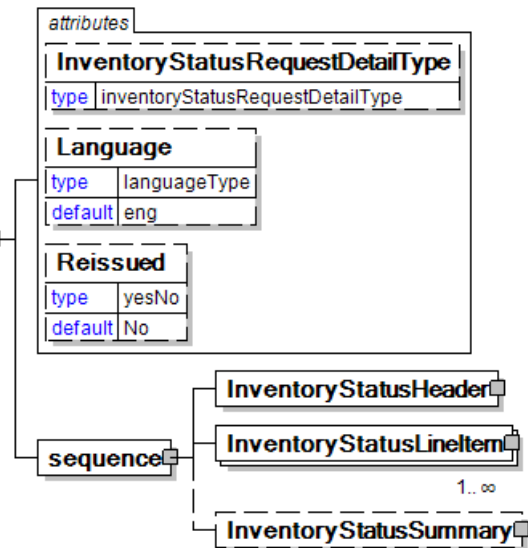 attributes
InventoryStatusRequestDetailType
type inventoryStatusRequestDetailType
Language
type languageType
default eng
Reissued
type yesNo
default No
InventoryStatusHeader
InventoryStatusLineItem
sequence
1..∞
InventoryStatusSummary